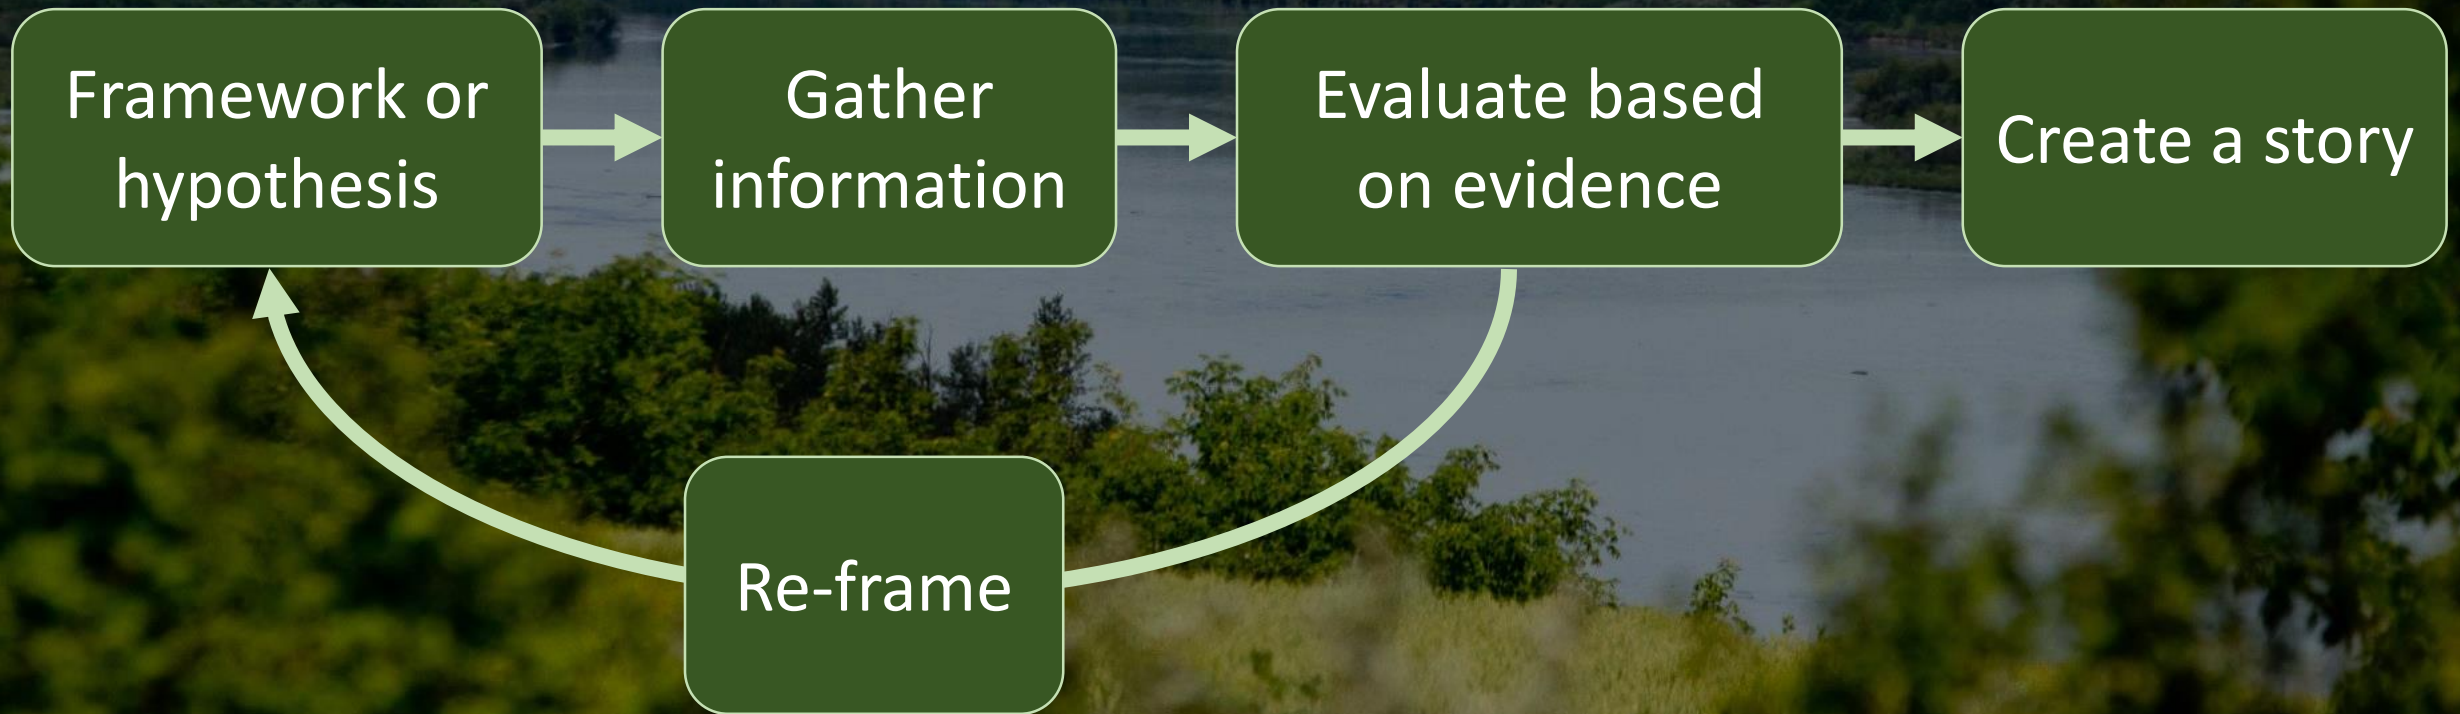 Framework or
hypothesis
Gather
information
Evaluate based
on evidence
Create a story
Re-frame